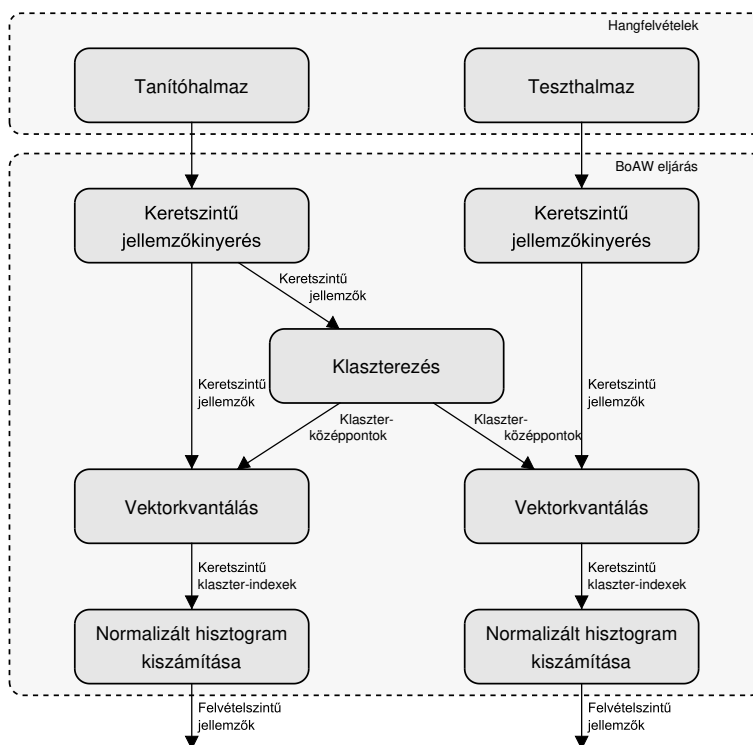 Hangfelvételek
Tanítóhalmaz
Teszthalmaz
BoAW eljárás
Keretszintű
jellemzőkinyerés
Keretszintű
jellemzőkinyerés
Keretszintű
jellemzők
Klaszterezés
Keretszintű
jellemzők
Keretszintű
jellemzők
Klaszter-
középpontok
Klaszter-
középpontok
Vektorkvantálás
Vektorkvantálás
Keretszintű
klaszter-indexek
Keretszintű
klaszter-indexek
Normalizált hisztogram
kiszámítása
Normalizált hisztogram
kiszámítása
Felvételszintű
jellemzők
Felvételszintű
jellemzők